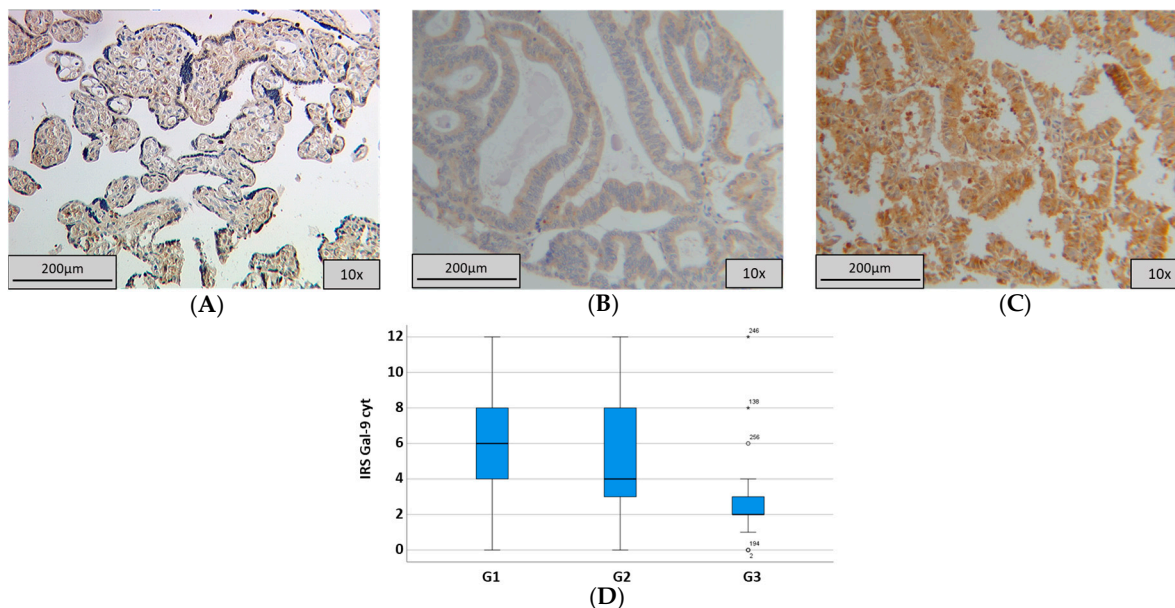 200µm
10x
200µm
10x
200µm
10x
(A)
(B)
(C)
IRS Gal-9 cyt
12
10
8
6
4
2
0
246
138
256
194
2
G1
G2
G3
(D)